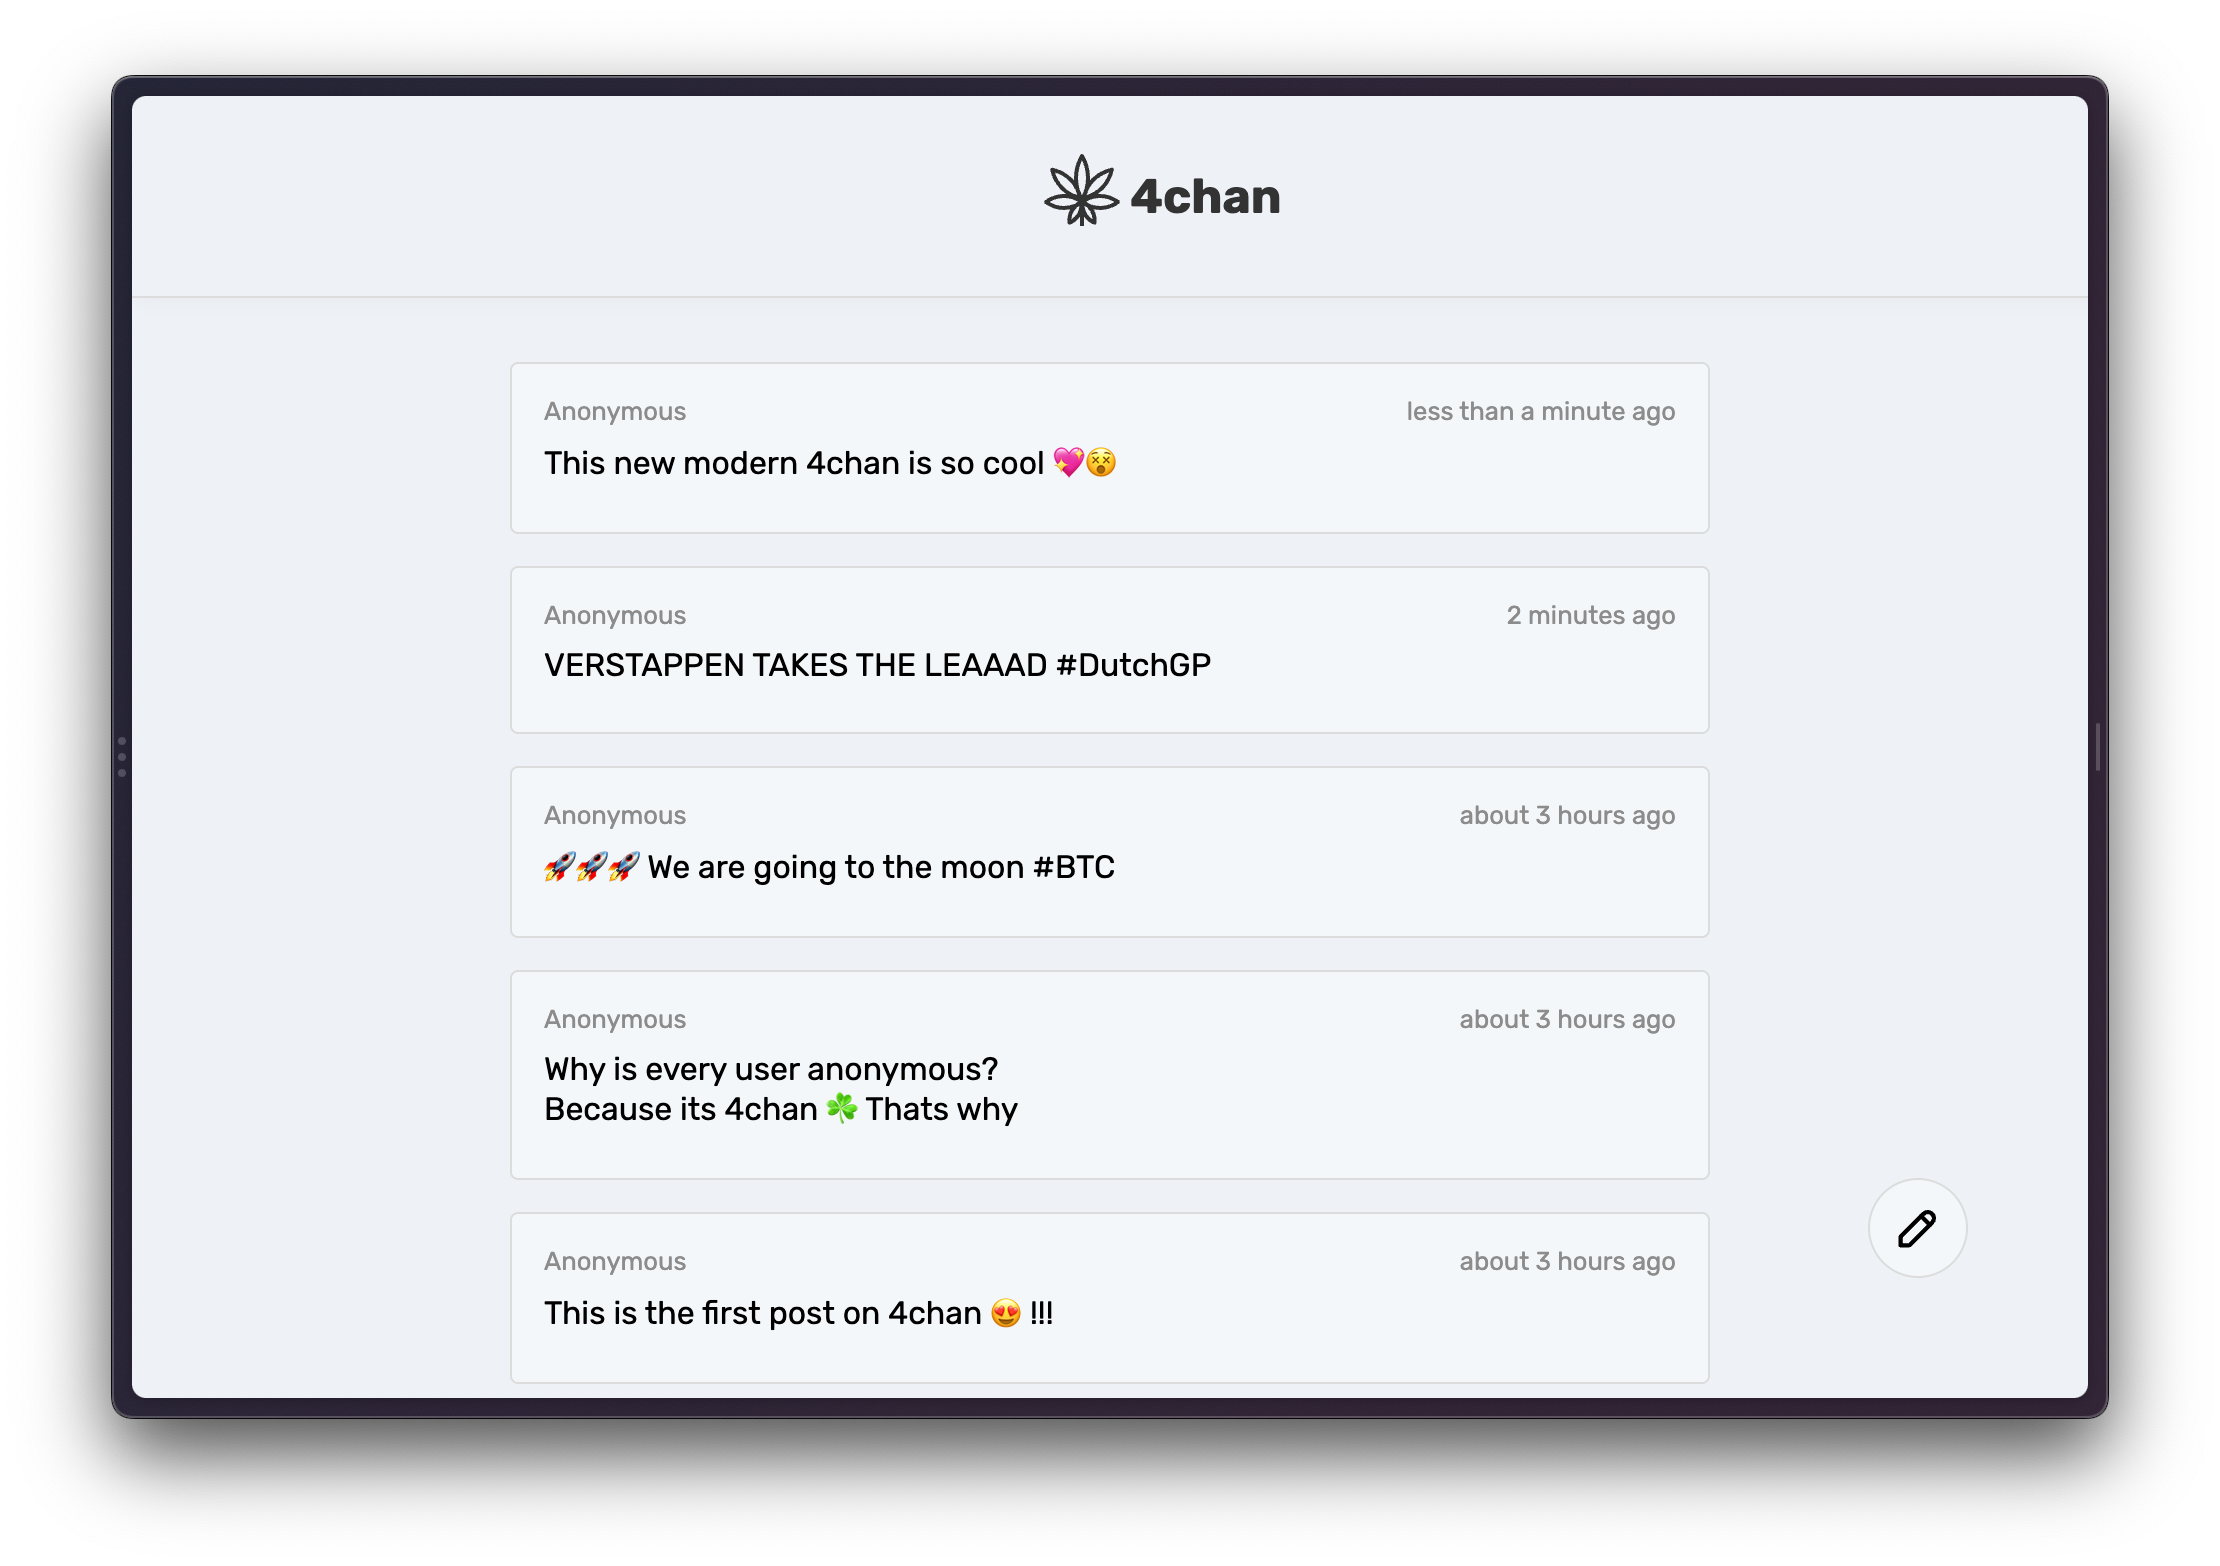 4chan
Anonymous less than a minute ago
This new modern 4chan is so cool 💖😵
Anonymous 2 minutes ago
VERSTAPPEN TAKES THE LEAAAD #DutchGP
Anonymous about 3 hours ago
🚀🚀🚀 We are going to the moon #BTC
Anonymous about 3 hours ago
Why is every user anonymous?
Because its 4chan ☘️ Thats why
Anonymous about 3 hours ago
This is the first post on 4chan 😍 !!!